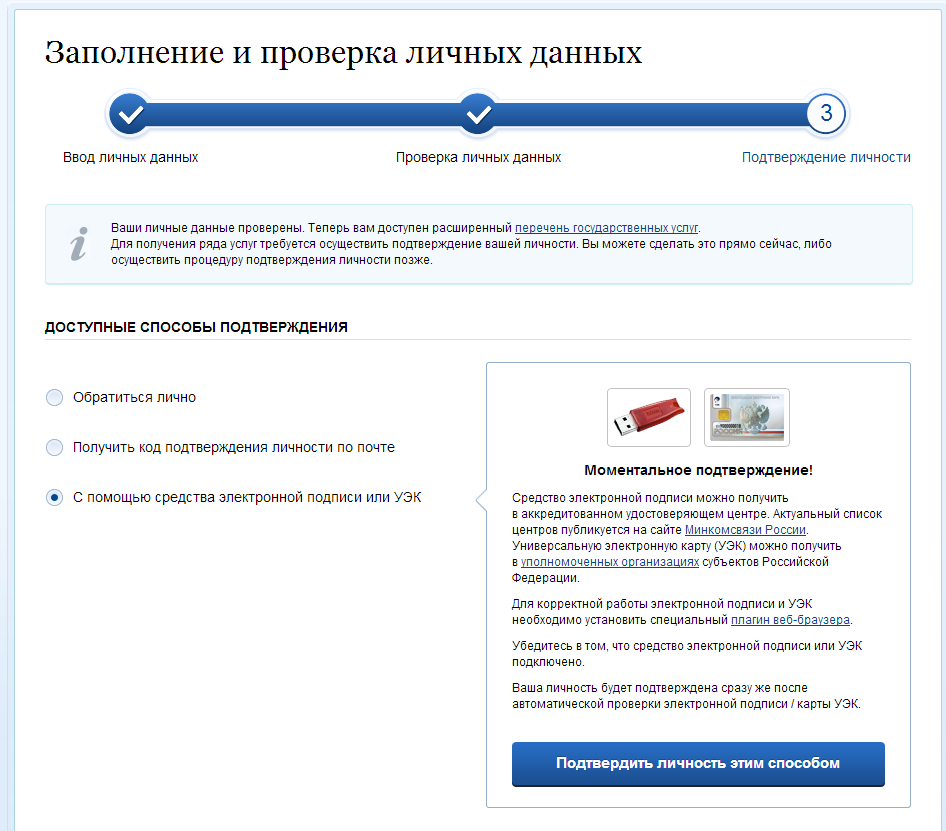 Заполнение и проверка личных данных
3
Ввод личных данных
Проверка личных данных
Подтверждение личности
Ваши личные данные проверены. Теперь вам доступен расширенный перечень государственных услуг.
Для получения ряда услуг требуется осуществить подтверждение вашей личности. Вы можете сделать это прямо сейчас, либо
осуществить процедуру подтверждения личности позже.
ДОСТУПНЫЕ СПОСОБЫ ПОДТВЕРЖДЕНИЯ
Обратиться лично
Получить код подтверждения личности по почте
С помощью средства электронной подписи или УЭК
РОССИЯ
Моментальное подтверждение!
Средство электронной подписи можно получить
в аккредитованном удостоверяющем центре. Актуальный список
центров публикуется на сайте Минкомсвязи России.
Универсальную электронную карту (УЭК) можно получить
в уполномоченных организациях субъектов Российской
Федерации.
Для корректной работы электронной подписи и УЭК
необходимо установить специальный плагин веб-браузера.
Убедитесь в том, что средство электронной подписи или УЭК
подключено.
Ваша личность будет подтверждена сразу же после
автоматической проверки электронной подписи / карты УЭК.
Подтвердить личность этим способом